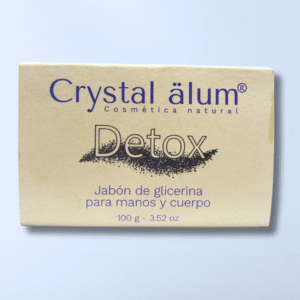 Crystal älum®
Cosmética natural
Detox
Jabón de glicerina
para manos y cuerpo
100 g - 3.52 oz